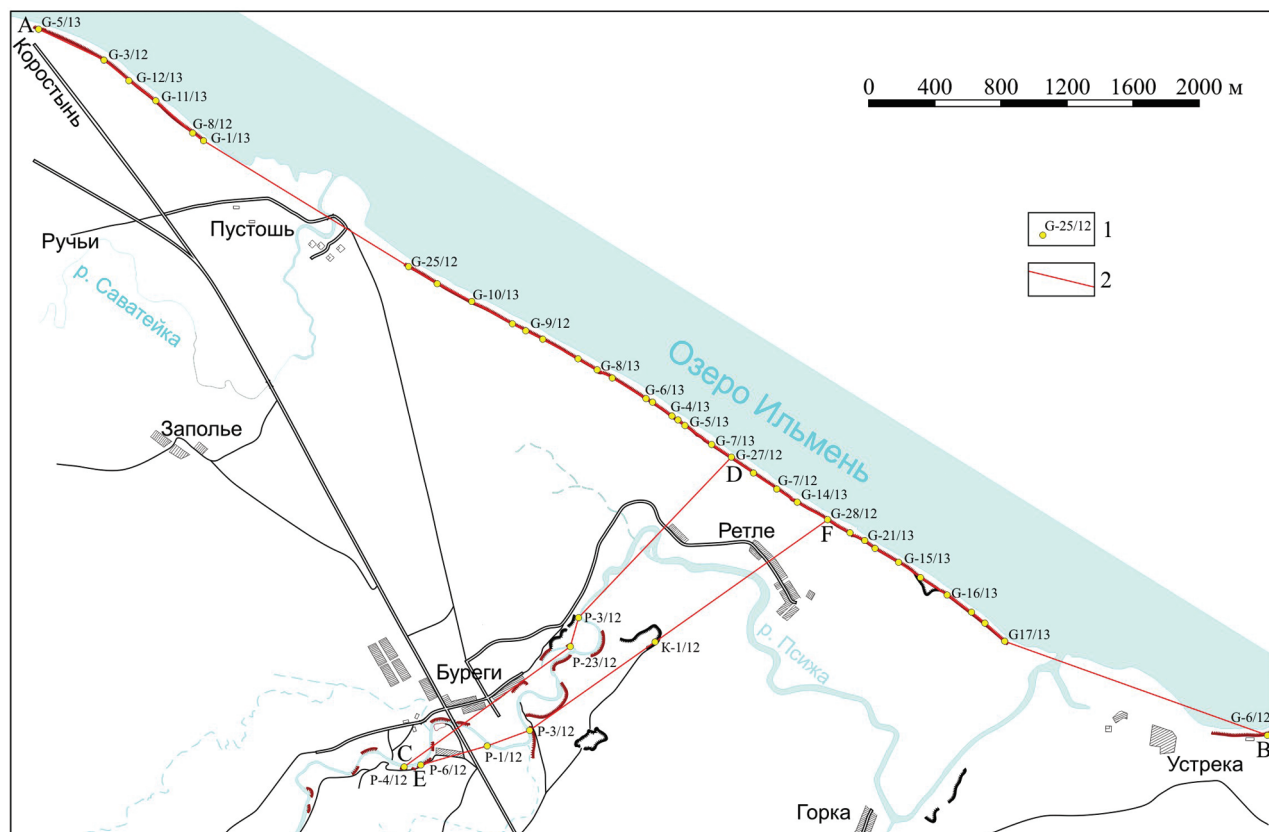 A
G-5/13
Коростынь
G-3/12
G-12/13
G-11/13
G-8/12
G-1/13
0 400 800 1200 1600 2000 м
G-25/12 1
2
Пустошь
Ручьи
р. Саватейка
G-25/12
G-10/13
G-9/12
G-8/13
Озеро Ильмень
G-6/13
G-4/13
G-5/13
G-7/13
G-27/12
D
Заполье
G-7/12
G-14/13
G-28/12
F
G-21/13
Ретле
G-15/13
G-16/13
P-3/12
G17/13
P-23/12
K-1/12
р. Псижа
Буреги
G-6/12
B
P-3/12
P-1/12
C
P-4/12
E
P-6/12
Устрека
Горка